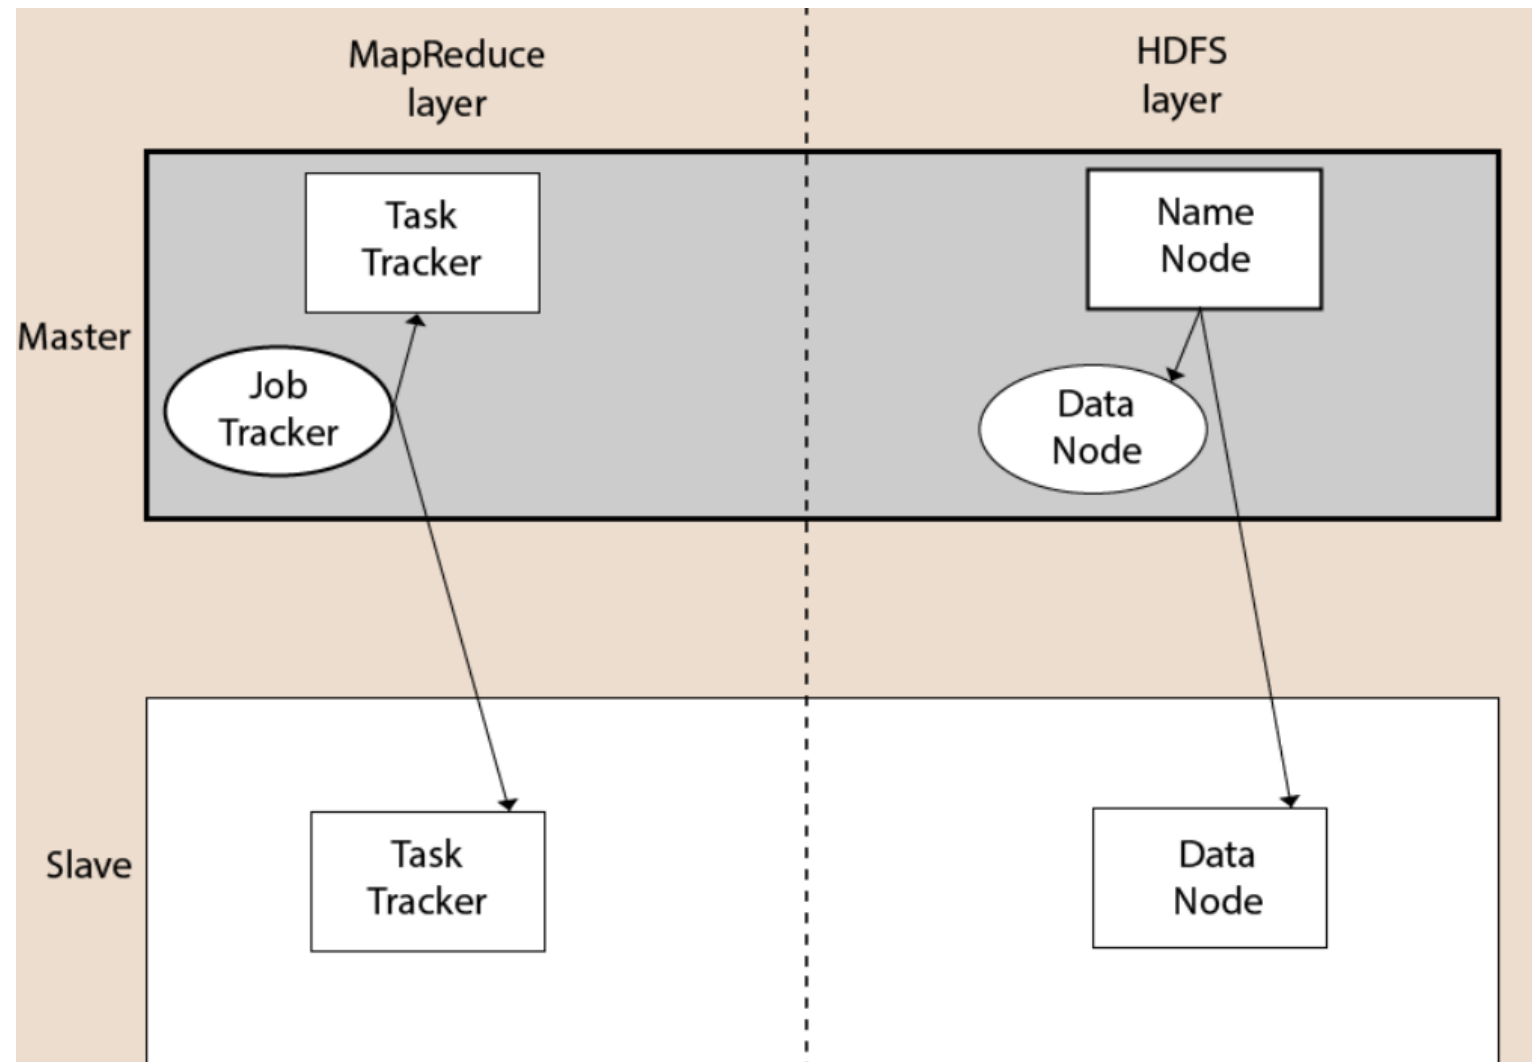 MapReduce
layer
HDFS
layer
Task
Tracker
Name
Node
Master
Job
Tracker
Data
Node
Slave
Task
Tracker
Data
Node